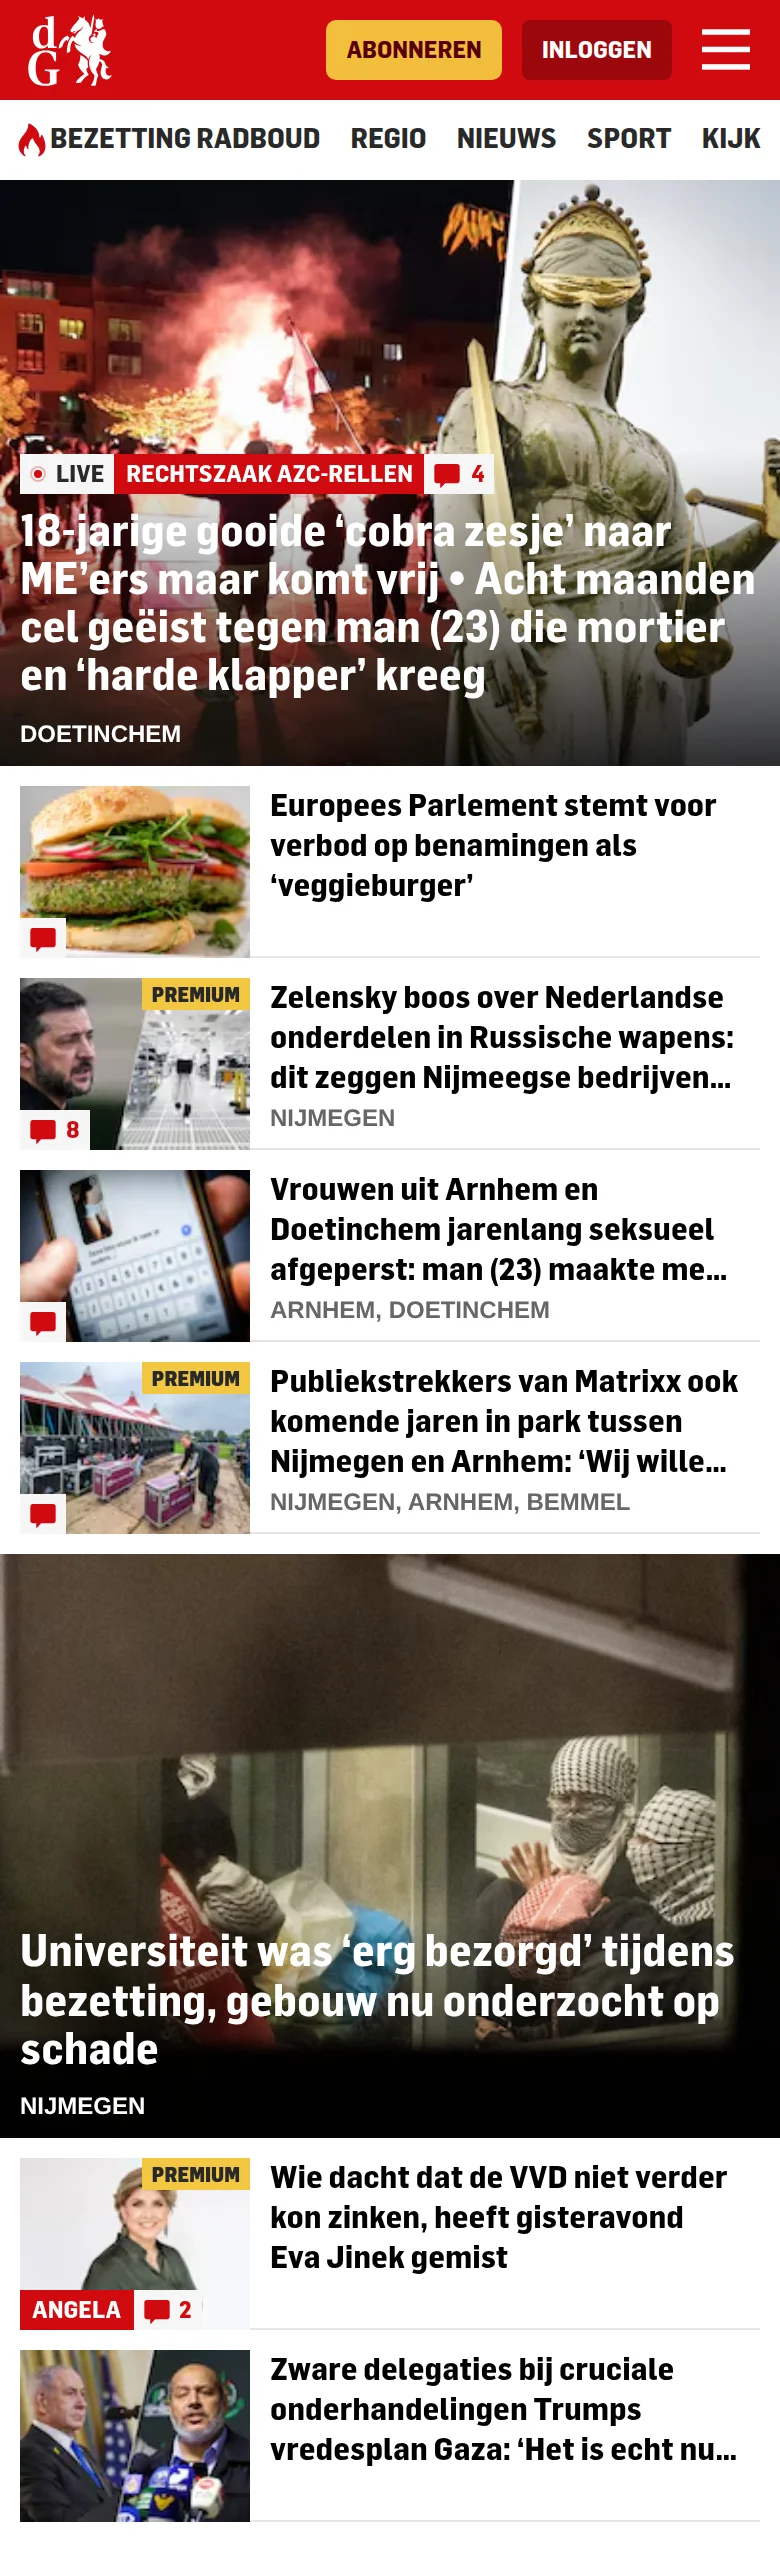 d
G
ABONNEREN
INLOGGEN
BEZETTING RADBOUD REGIO NIEUWS SPORT KIJK
LIVE RECHTSZAAK AZC-RELLEN 4
18-jarige gooide ‘cobra zesje’ naar
ME’ers maar komt vrij • Acht maanden
cel geëist tegen man (23) die mortier
en ‘harde klapper’ kreeg
DOETINCHEM
Europees Parlement stemt voor
verbod op benamingen als
‘veggieburger’
PREMIUM
8
Zelensky boos over Nederlandse
onderdelen in Russische wapens:
dit zeggen Nijmeegse bedrijven...
NIJMEGEN
Vrouwen uit Arnhem en
Doetinchem jarenlang seksueel
afgeperst: man (23) maakte me...
ARNHEM, DOETINCHEM
PREMIUM
Publiekstrekkers van Matrixx ook
komende jaren in park tussen
Nijmegen en Arnhem: ‘Wij wille...
NIJMEGEN, ARNHEM, BEMMEL
Universiteit was ‘erg bezorgd’ tijdens
bezetting, gebouw nu onderzocht op
schade
NIJMEGEN
PREMIUM
ANGELA 2
Wie dacht dat de VVD niet verder
kon zinken, heeft gisteravond
Eva Jinek gemist
Zware delegaties bij cruciale
onderhandelingen Trumps
vredesplan Gaza: ‘Het is echt nu...